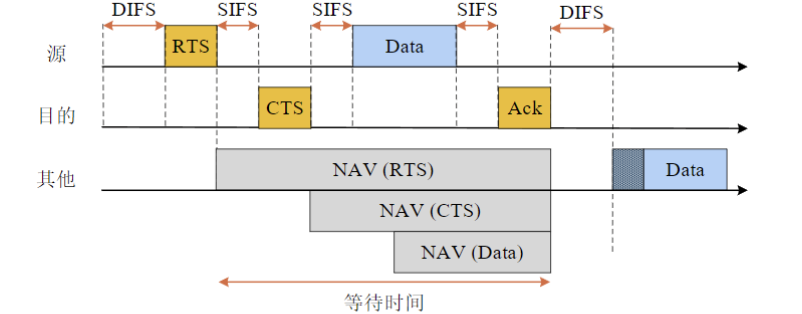 DIFS SIFS SIFS SIFS DIFS
源 RTS Data
目的 CTS Ack
其他 NAV (RTS) Data
NAV (CTS)
NAV (Data)
等待时间